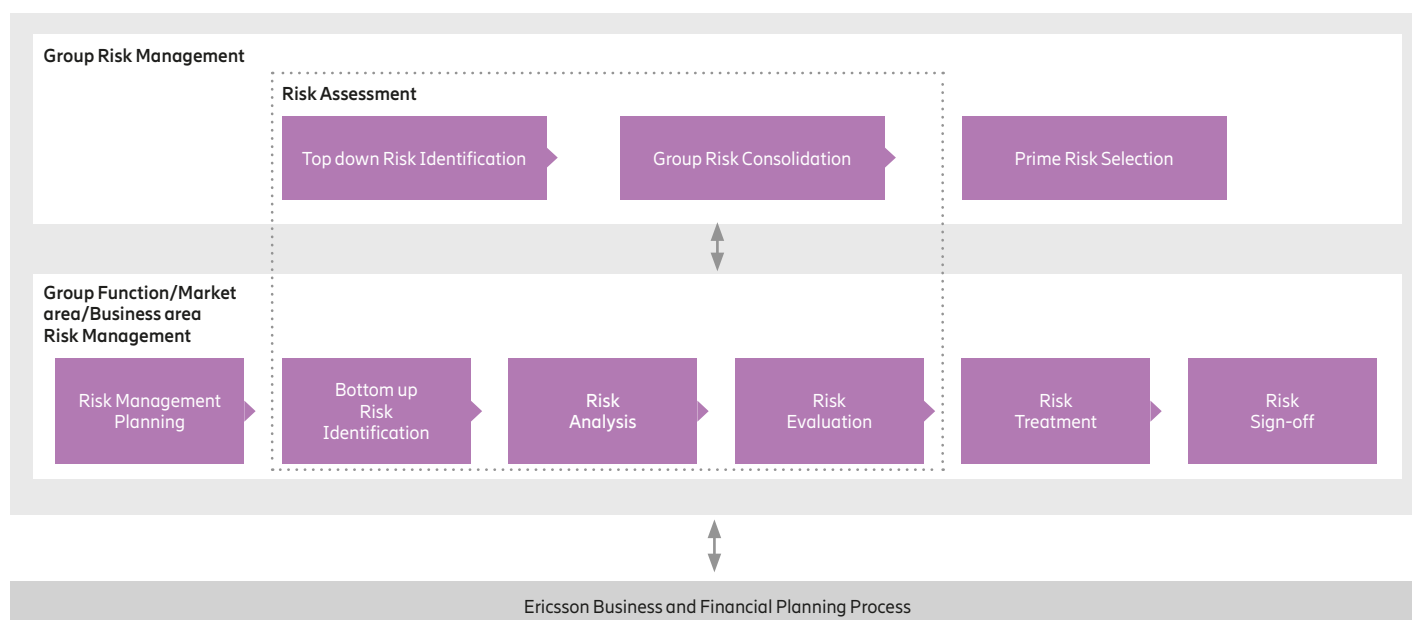 Group Risk Management
Risk Assessment
Top down Risk Identification
Group Risk Consolidation
Prime Risk Selection
Group Function/Market
area/Business area
Risk Management
Risk Management
Planning
Bottom up
Risk
Identification
Risk
Analysis
Risk
Evaluation
Risk
Treatment
Risk
Sign-off
Ericsson Business and Financial Planning Process